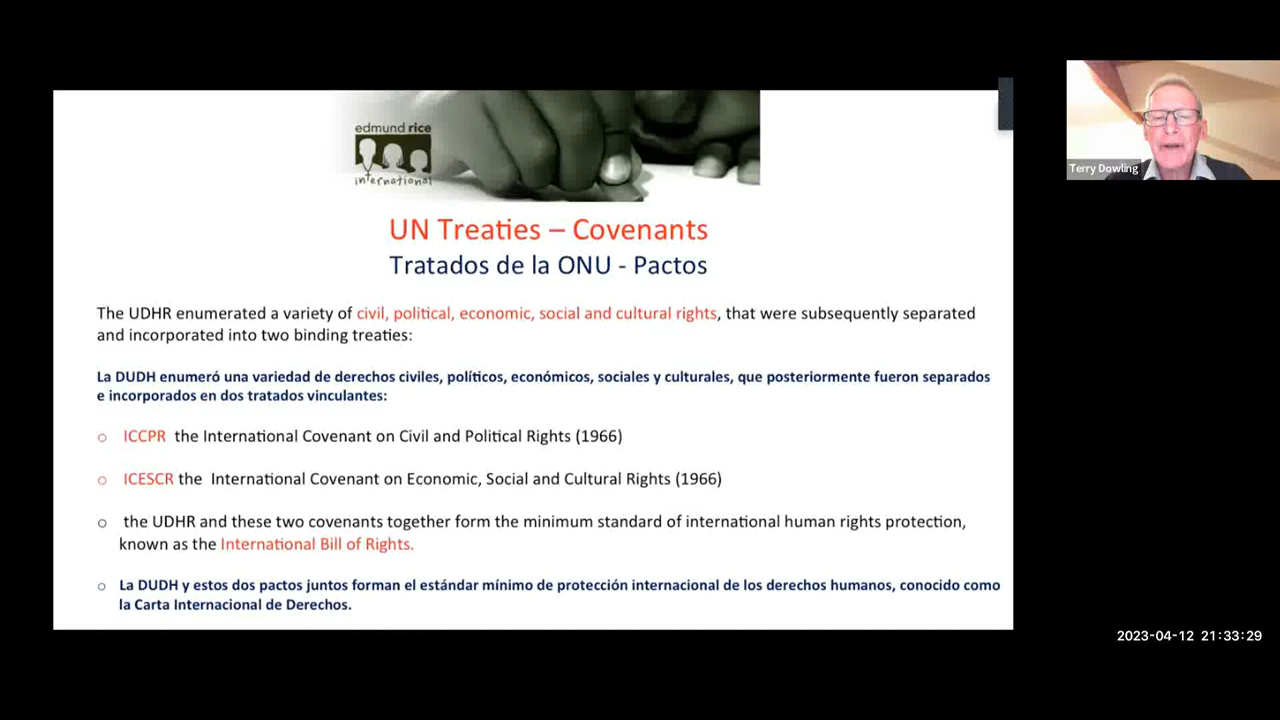 edmund rice
international
UN Treaties – Covenants
Tratados de la ONU - Pactos
The UDHR enumerated a variety of civil, political, economic, social and cultural rights, that were subsequently separated
and incorporated into two binding treaties:
La DUDH enumeró una variedad de derechos civiles, políticos, económicos, sociales y culturales, que posteriormente fueron separados
e incorporados en dos tratados vinculantes:
o ICCPR the International Covenant on Civil and Political Rights (1966)
o ICESCR the International Covenant on Economic, Social and Cultural Rights (1966)
o the UDHR and these two covenants together form the minimum standard of international human rights protection,
known as the International Bill of Rights.
o La DUDH y estos dos pactos juntos forman el estándar mínimo de protección internacional de los derechos humanos, conocido como
la Carta Internacional de Derechos.
Terry Dowling
2023-04-12 21:33:29